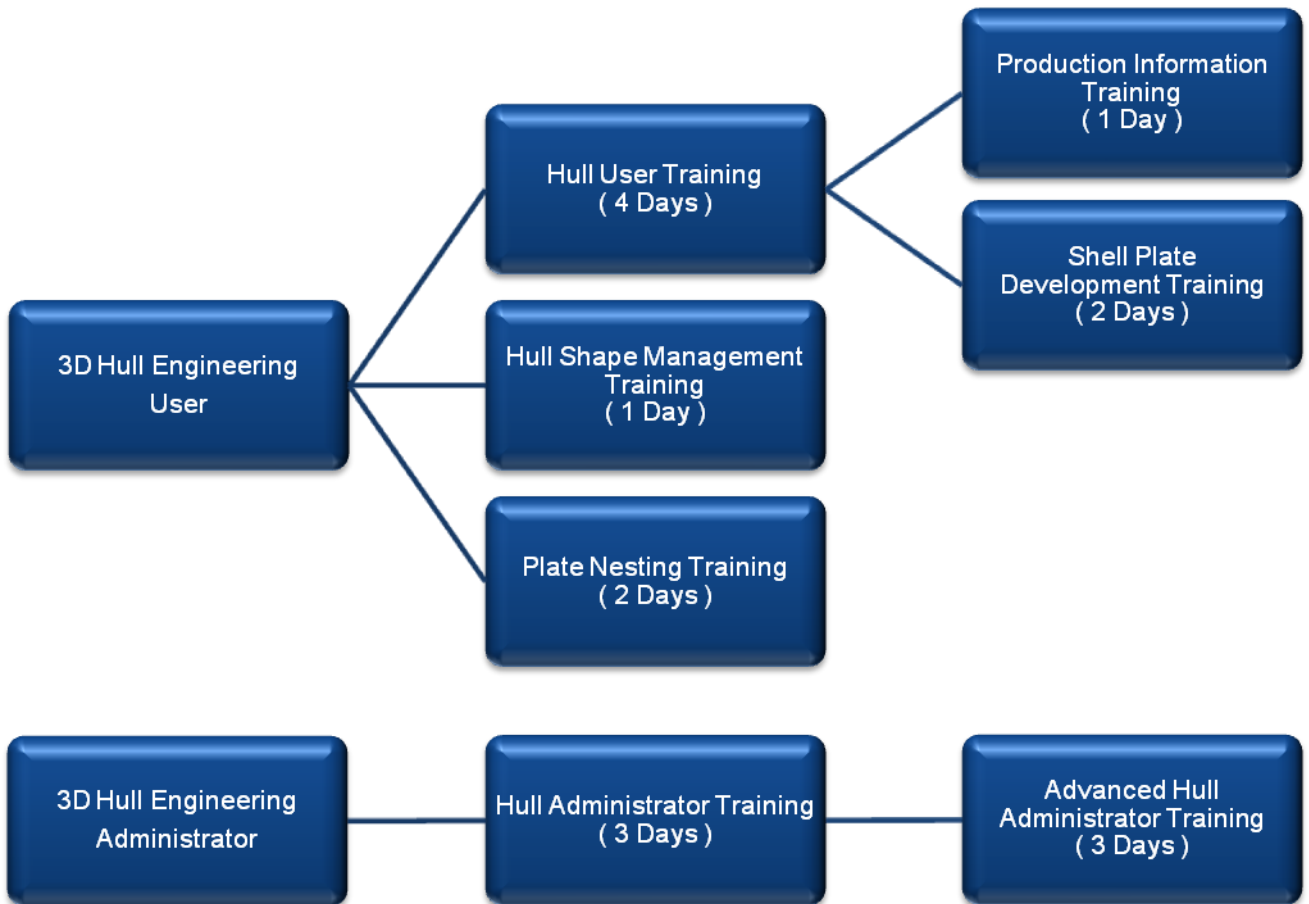 Production Information
Training
( 1 Day )
Hull User Training
( 4 Days )
Shell Plate
Development Training
( 2 Days )
3D Hull Engineering
User
Hull Shape Management
Training
( 1 Day )
Plate Nesting Training
( 2 Days )
3D Hull Engineering
Administrator
Hull Administrator Training
( 3 Days )
Advanced Hull
Administrator Training
( 3 Days )